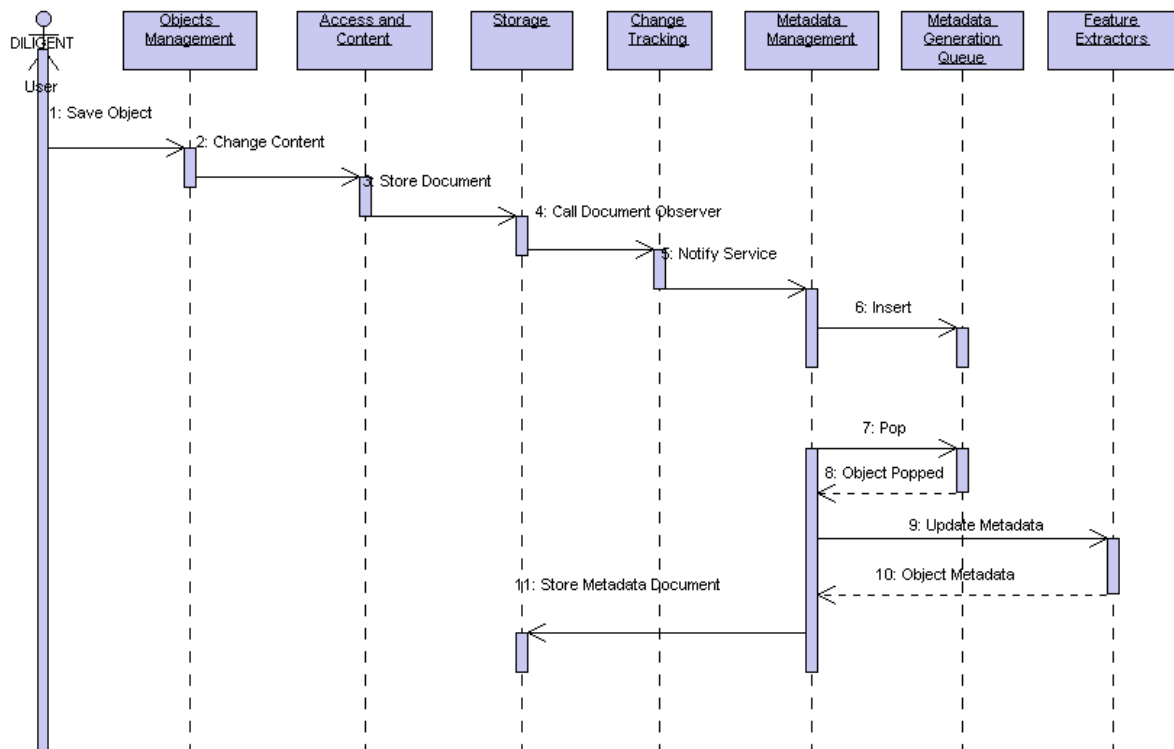 Objects
Management
Access and
Content
Storage
Change
Tracking
Metadata
Management
Metadata
Generation
Queue
Feature
Extractors
DILIGENT
User
1: Save Object
2: Change Content
3: Store Document
4: Call Document Observer
5: Notify Service
6: Insert
7: Pop
8: Object Popped
9: Update Metadata
10: Object Metadata
11: Store Metadata Document